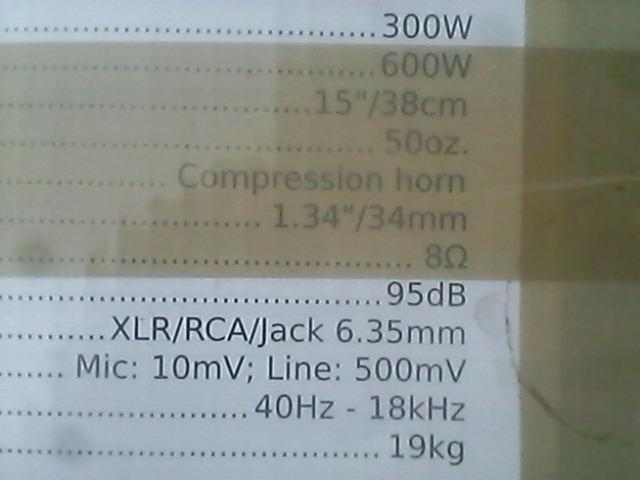 300W
600W
15"/38cm
50oz.
Compression horn
1.34"/34mm
8Ω
95dB
XLR/RCA/Jack 6.35mm
Mic: 10mV; Line: 500mV
40Hz - 18kHz
19kg